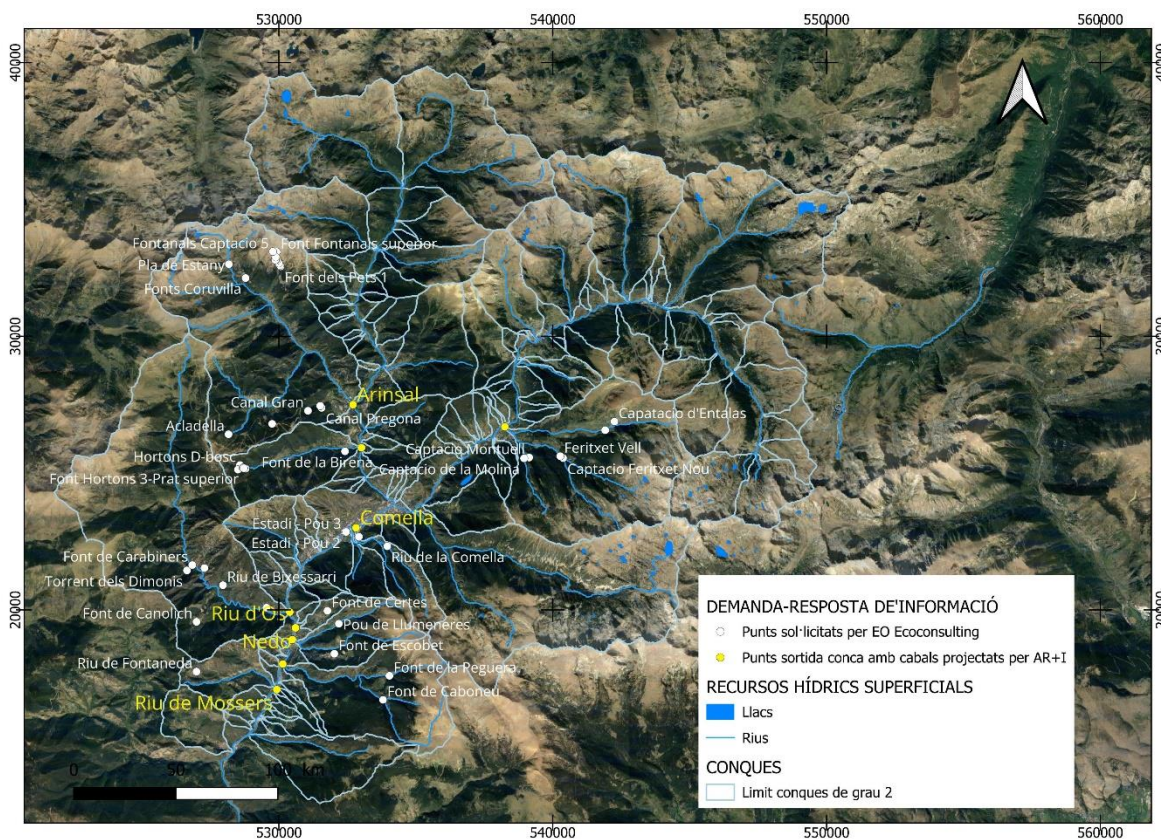 530000
540000
550000
560000
40000
40000
Fontanals Captacio 5
Font Fontanals superior
Pla de Estany
Font dels Pets 1
Fonts Coruvilla
30000
30000
Arinsal
Canal Gran
Canal Pregona
Acladella
Capatacio d'Entalas
Hortons D-bosc
Font de la Birena
Captacio Montuell
Feritxet Vell
Font Hortons 3-Prat superior
Captacio de la Molina
Captacio Feritxet Nou
Comella
Estadi - Pou 3
Estadi - Pou 2
Font de Carabiners
Riu de la Comella
Torrent dels Dimonis
Riu de Bixessarri
20000
20000
Font de Canolich
Riu d'Os
Font de Certes
Pou de Llumeneres
Nedo
Font de Escobet
Riu de Fontaneda
Font de la Peguera
Font de Caboneu
Riu de Mossers
0 50 100 km
DEMANDA-RESPOSTA DE'INFORMACIÓ
Punts sol·licitats per EO Ecoconsulting
Punts sortida conca amb cabals projectats per AR+I
RECURSOS HÍDRICS SUPERFICIALS
Llacs
Rius
CONQUES
Limit conques de grau 2
530000
540000
550000
560000